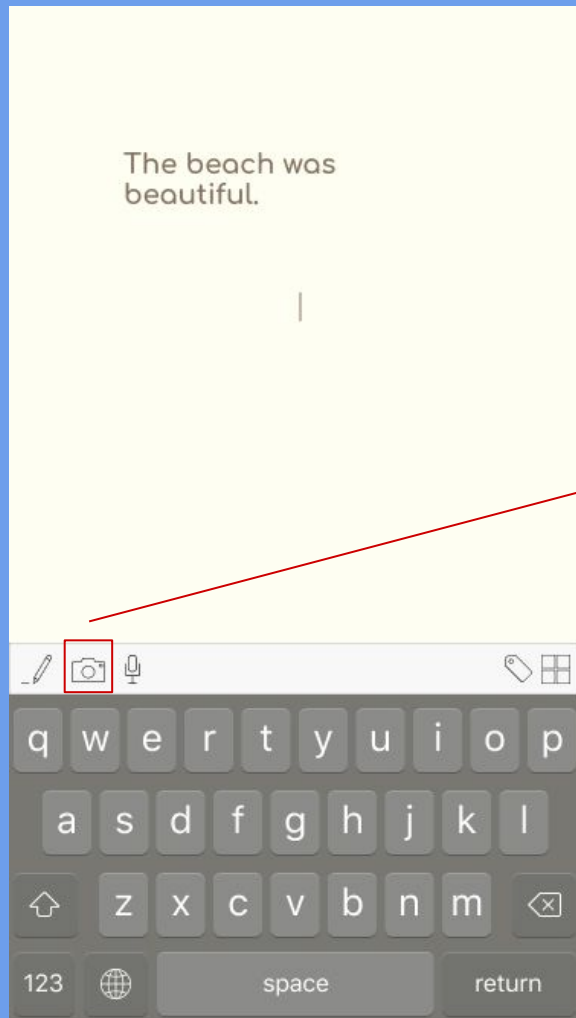 The beach was
beautiful.
q w e r t y u i o p
a s d f g h j k l
z x c v b n m
123 space return